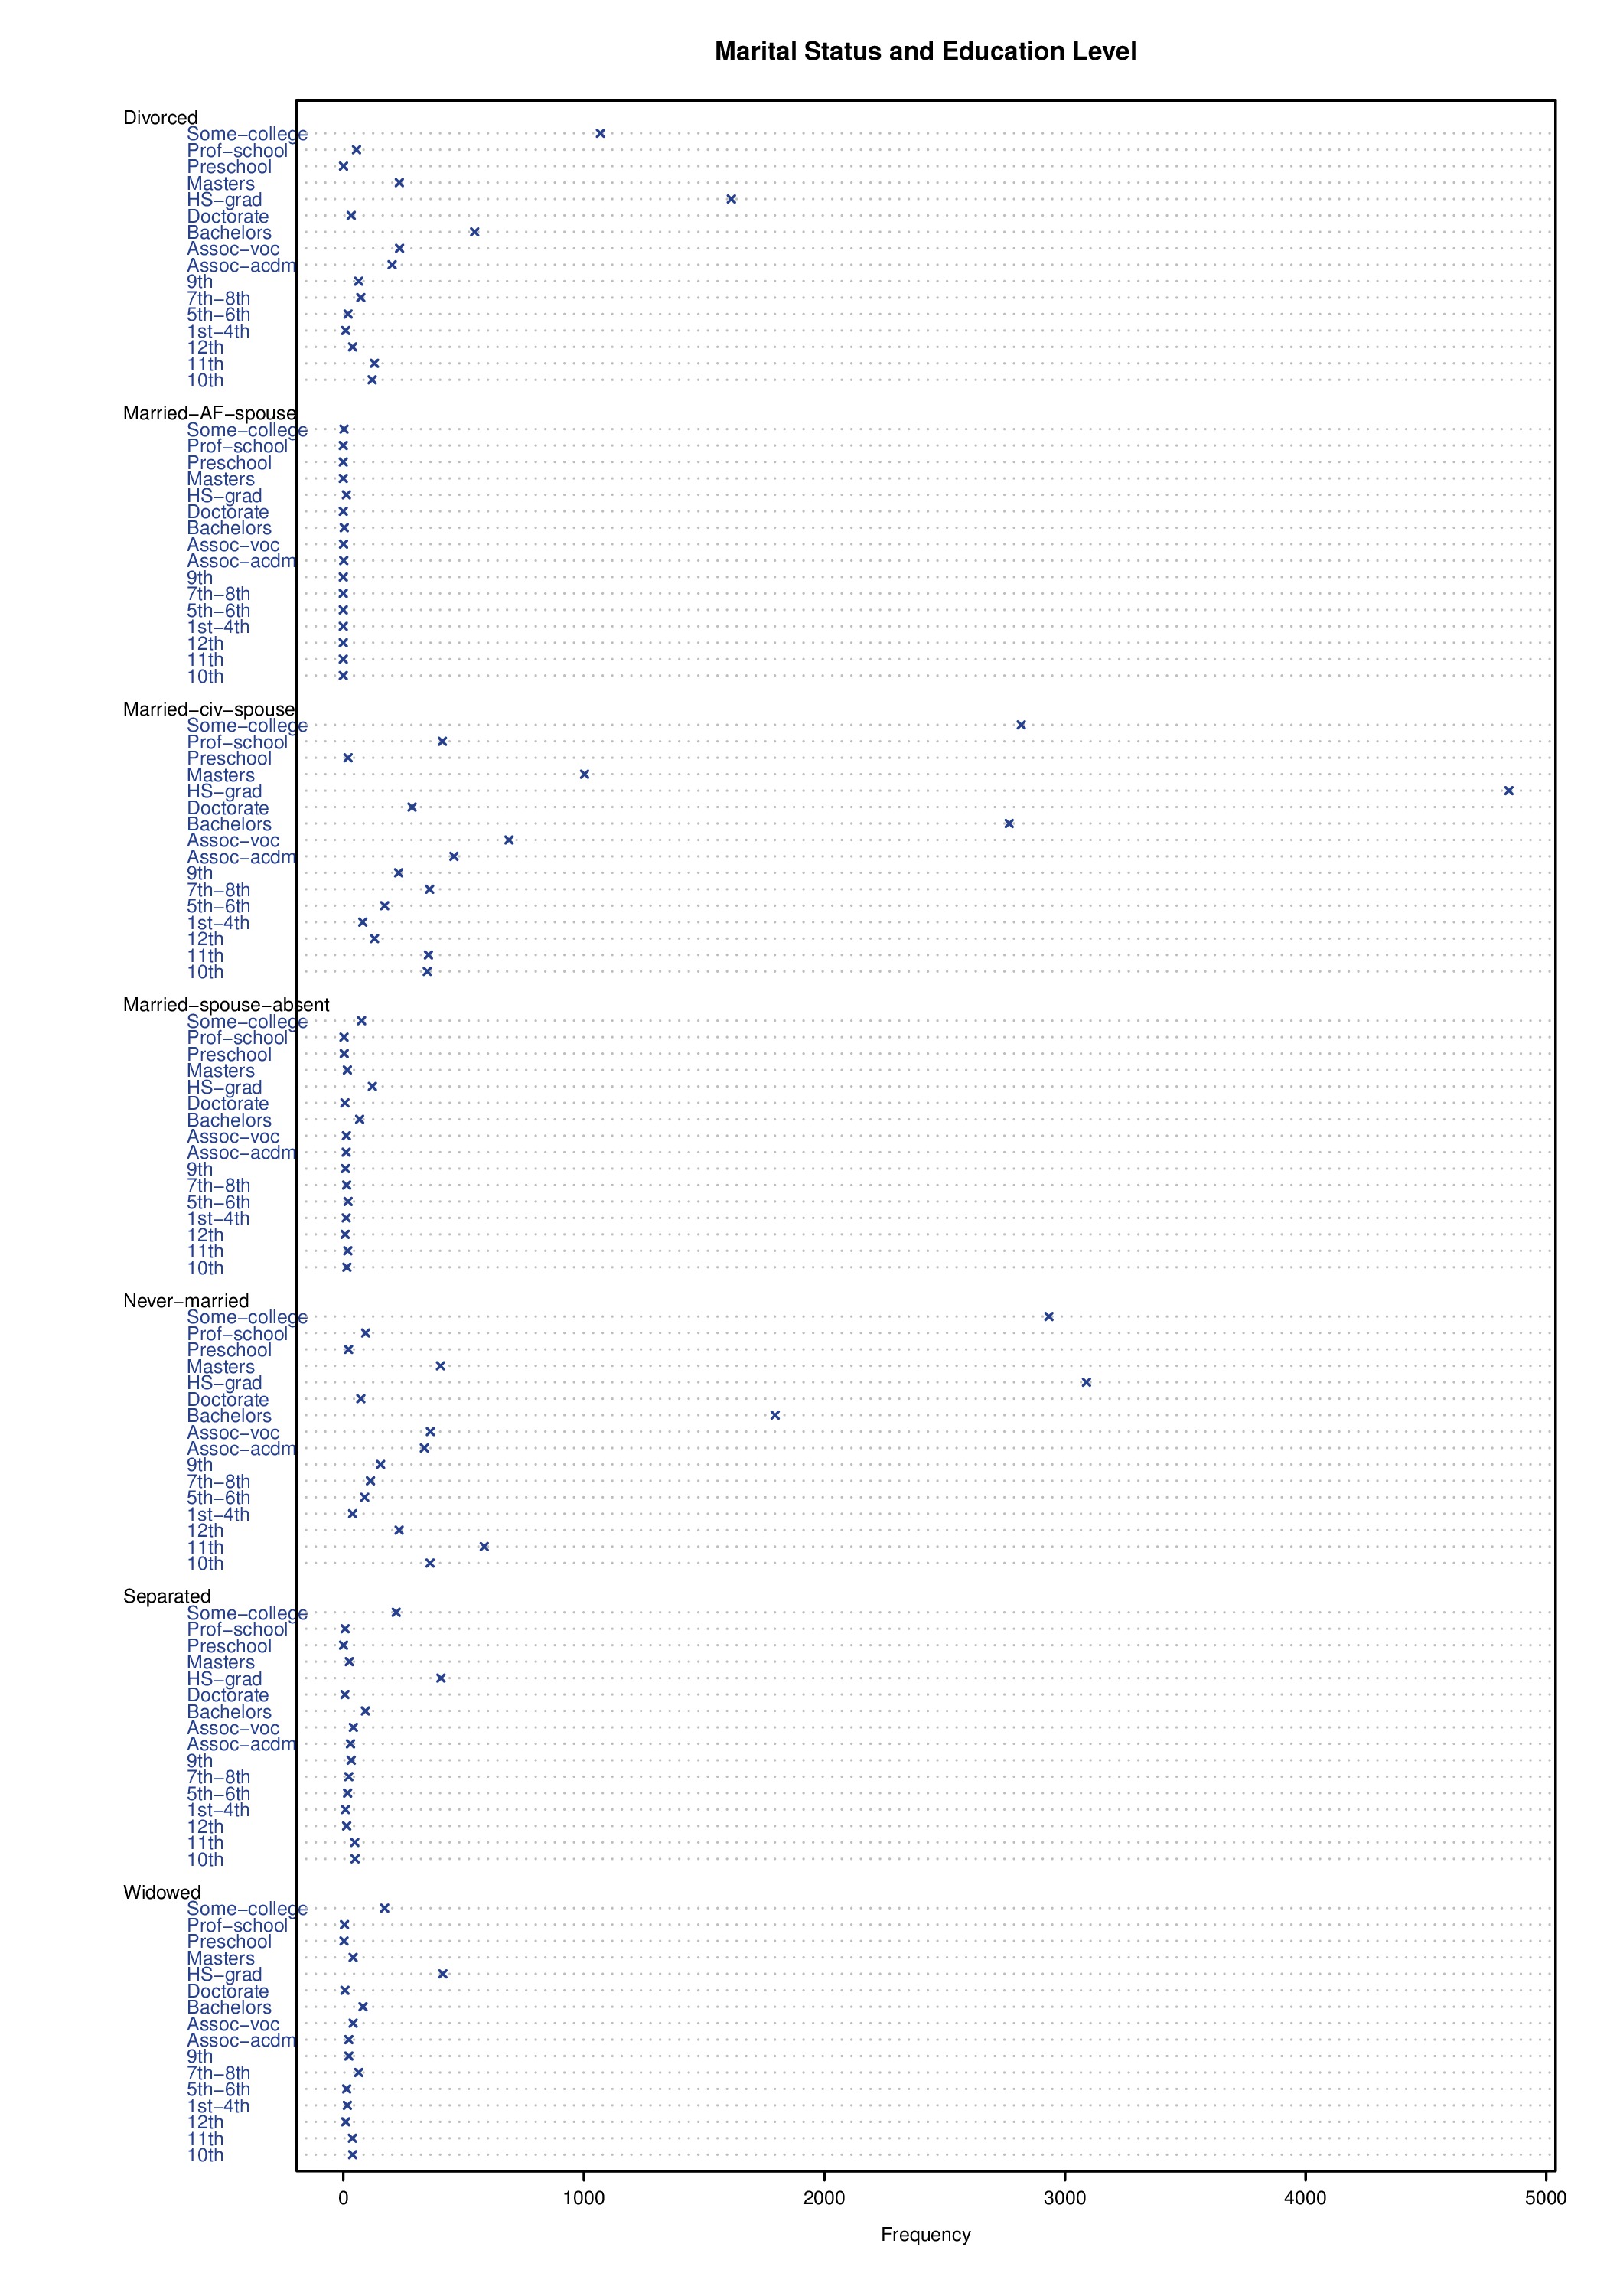 Marital Status and Education Level
Divorced
Some−college
Prof−school
Preschool
Masters
HS−grad
Doctorate
Bachelors
Assoc−voc
Assoc−acdm
9th
7th−8th
5th−6th
1st−4th
12th
11th
10th
Married−AF−spouse
Some−college
Prof−school
Preschool
Masters
HS−grad
Doctorate
Bachelors
Assoc−voc
Assoc−acdm
9th
7th−8th
5th−6th
1st−4th
12th
11th
10th
Married−civ−spouse
Some−college
Prof−school
Preschool
Masters
HS−grad
Doctorate
Bachelors
Assoc−voc
Assoc−acdm
9th
7th−8th
5th−6th
1st−4th
12th
11th
10th
Married−spouse−absent
Some−college
Prof−school
Preschool
Masters
HS−grad
Doctorate
Bachelors
Assoc−voc
Assoc−acdm
9th
7th−8th
5th−6th
1st−4th
12th
11th
10th
Never−married
Some−college
Prof−school
Preschool
Masters
HS−grad
Doctorate
Bachelors
Assoc−voc
Assoc−acdm
9th
7th−8th
5th−6th
1st−4th
12th
11th
10th
Separated
Some−college
Prof−school
Preschool
Masters
HS−grad
Doctorate
Bachelors
Assoc−voc
Assoc−acdm
9th
7th−8th
5th−6th
1st−4th
12th
11th
10th
Widowed
Some−college
Prof−school
Preschool
Masters
HS−grad
Doctorate
Bachelors
Assoc−voc
Assoc−acdm
9th
7th−8th
5th−6th
1st−4th
12th
11th
10th
0 1000 2000 3000 4000 5000
Frequency